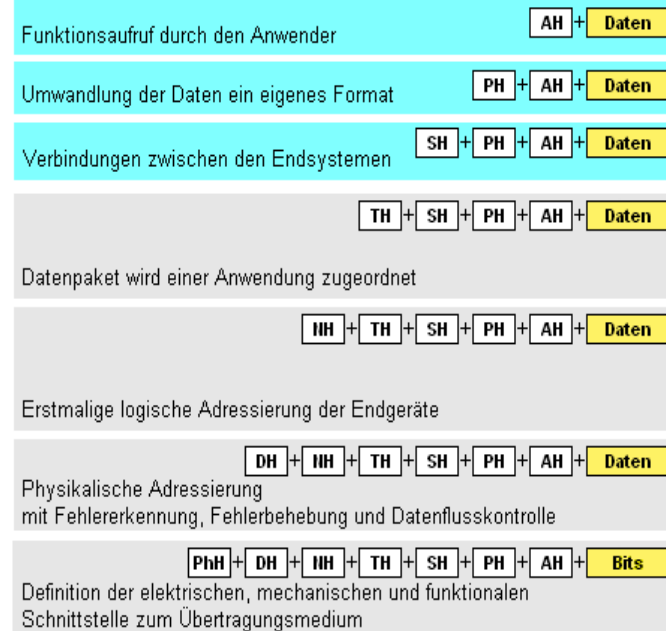 AH + Daten
Funktionsaufruf durch den Anwender
PH + AH + Daten
Umwandlung der Daten ein eigenes Format
SH + PH + AH + Daten
Verbindungen zwischen den Endsystemen
TH + SH + PH + AH + Daten
Datenpaket wird einer Anwendung zugeordnet
NH + TH + SH + PH + AH + Daten
Erstmalige logische Adressierung der Endgeräte
DH + NH + TH + SH + PH + AH + Daten
Physikalische Adressierung
mit Fehlererkennung, Fehlerbehebung und Datenflusskontrolle
PhH + DH + NH + TH + SH + PH + AH + Bits
Definition der elektrischen, mechanischen und funktionalen
Schnittstelle zum Übertragungsmedium